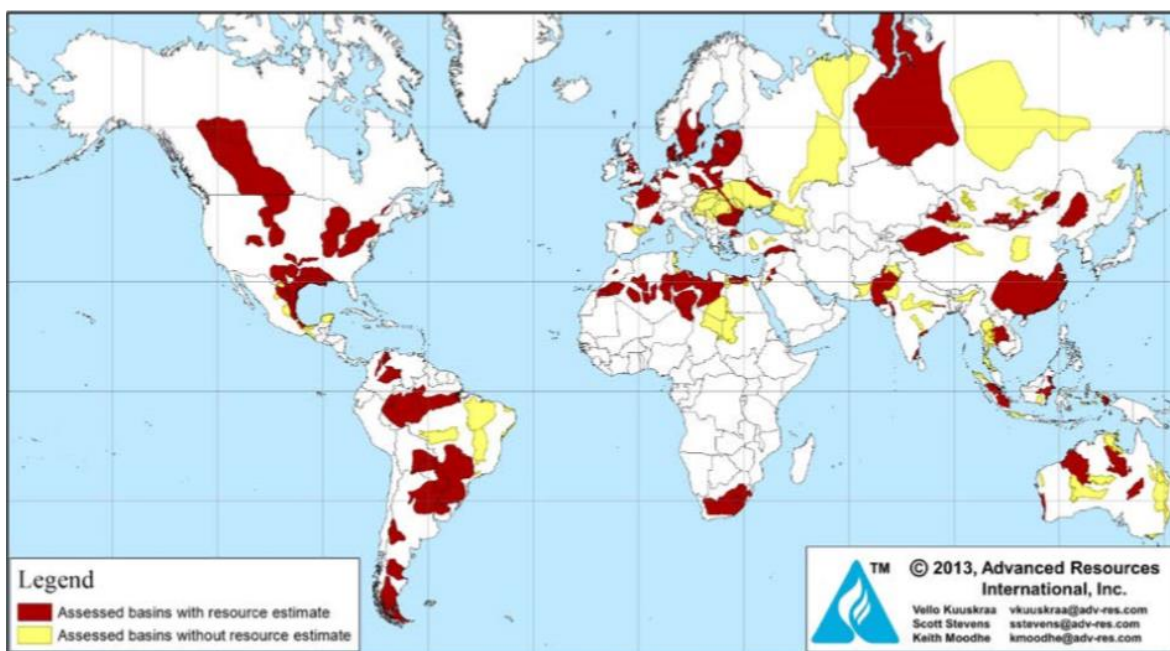 Legend
Assessed basins with resource estimate
Assessed basins without resource estimate
TM
© 2013, Advanced Resources
International, Inc.
Vello Kuuskraa vkuuskraa@adv-res.com
Scott Stevens sstevens@adv-res.com
Keith Moodhe kmoodhe@adv-res.com